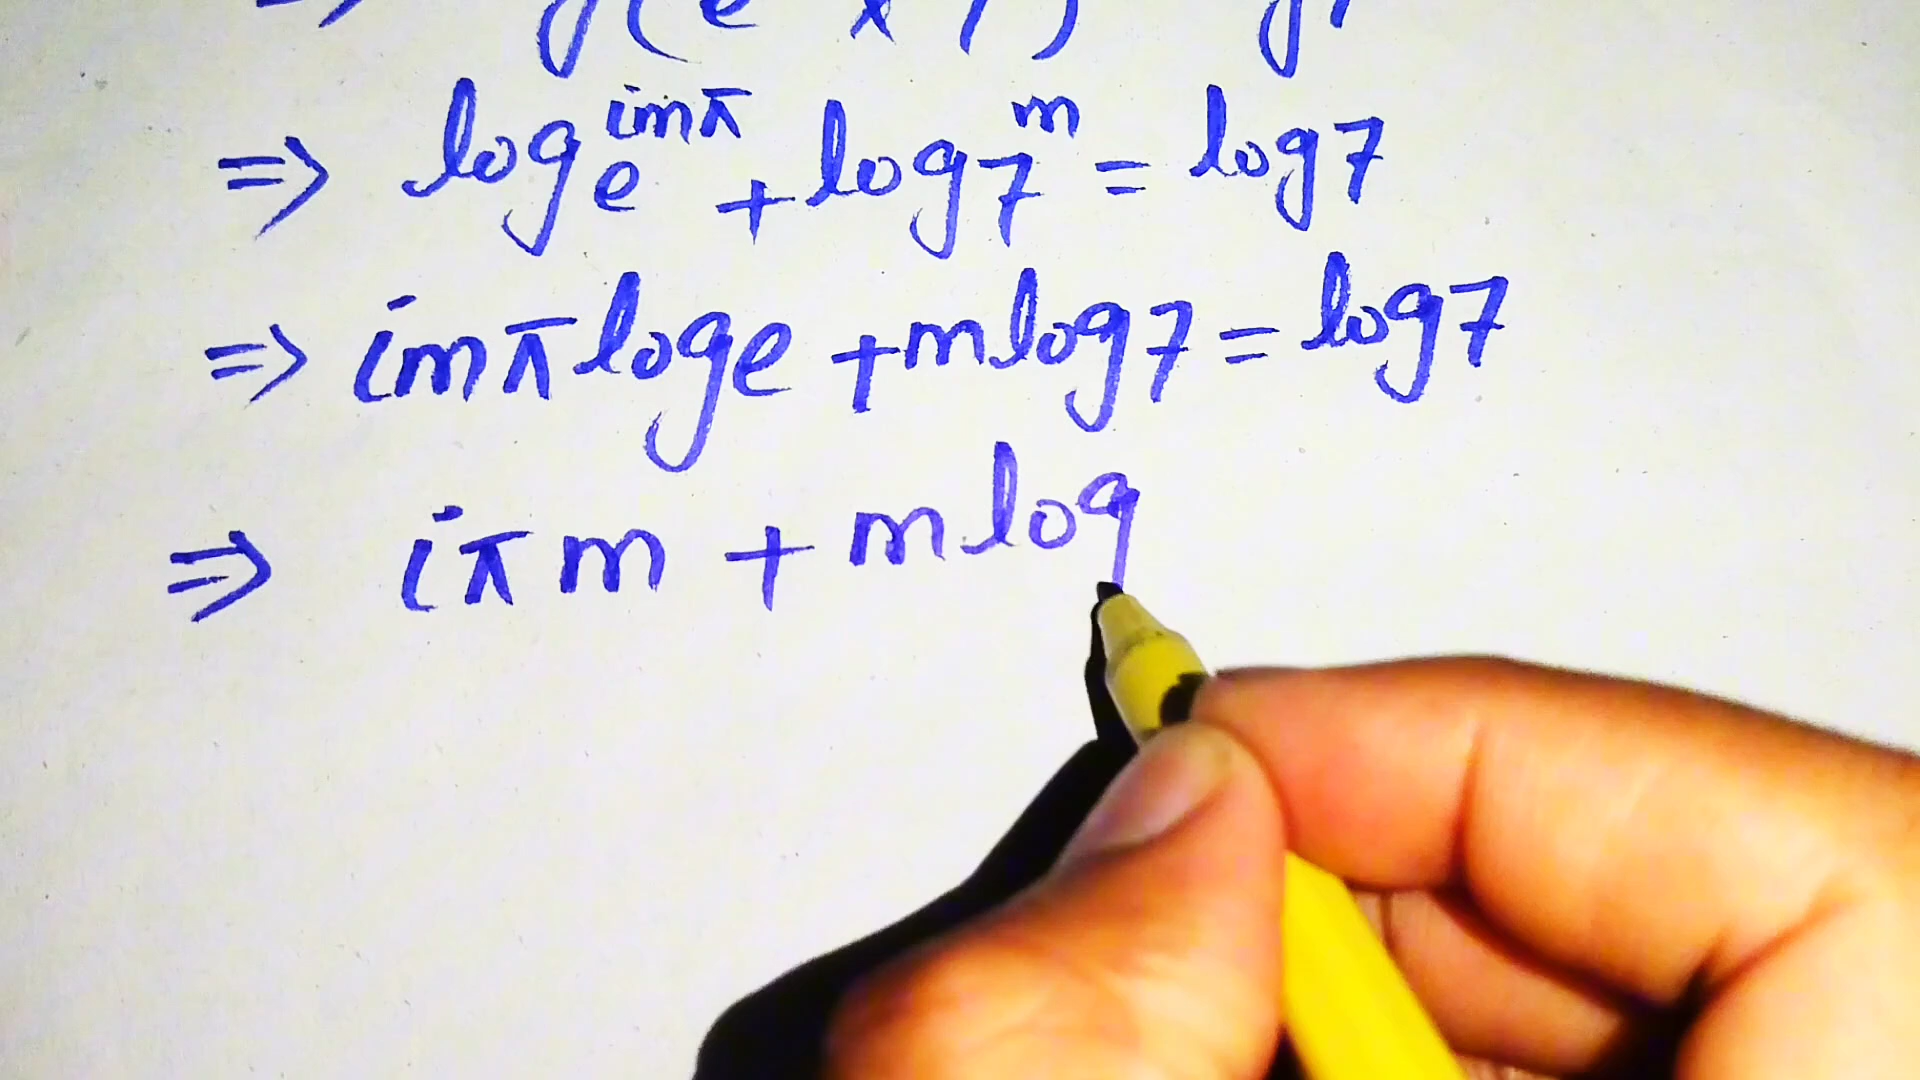 => log e^{imπ} + log 7^m = log 7
=> imπ log e + m log 7 = log 7
=> iπm + m log